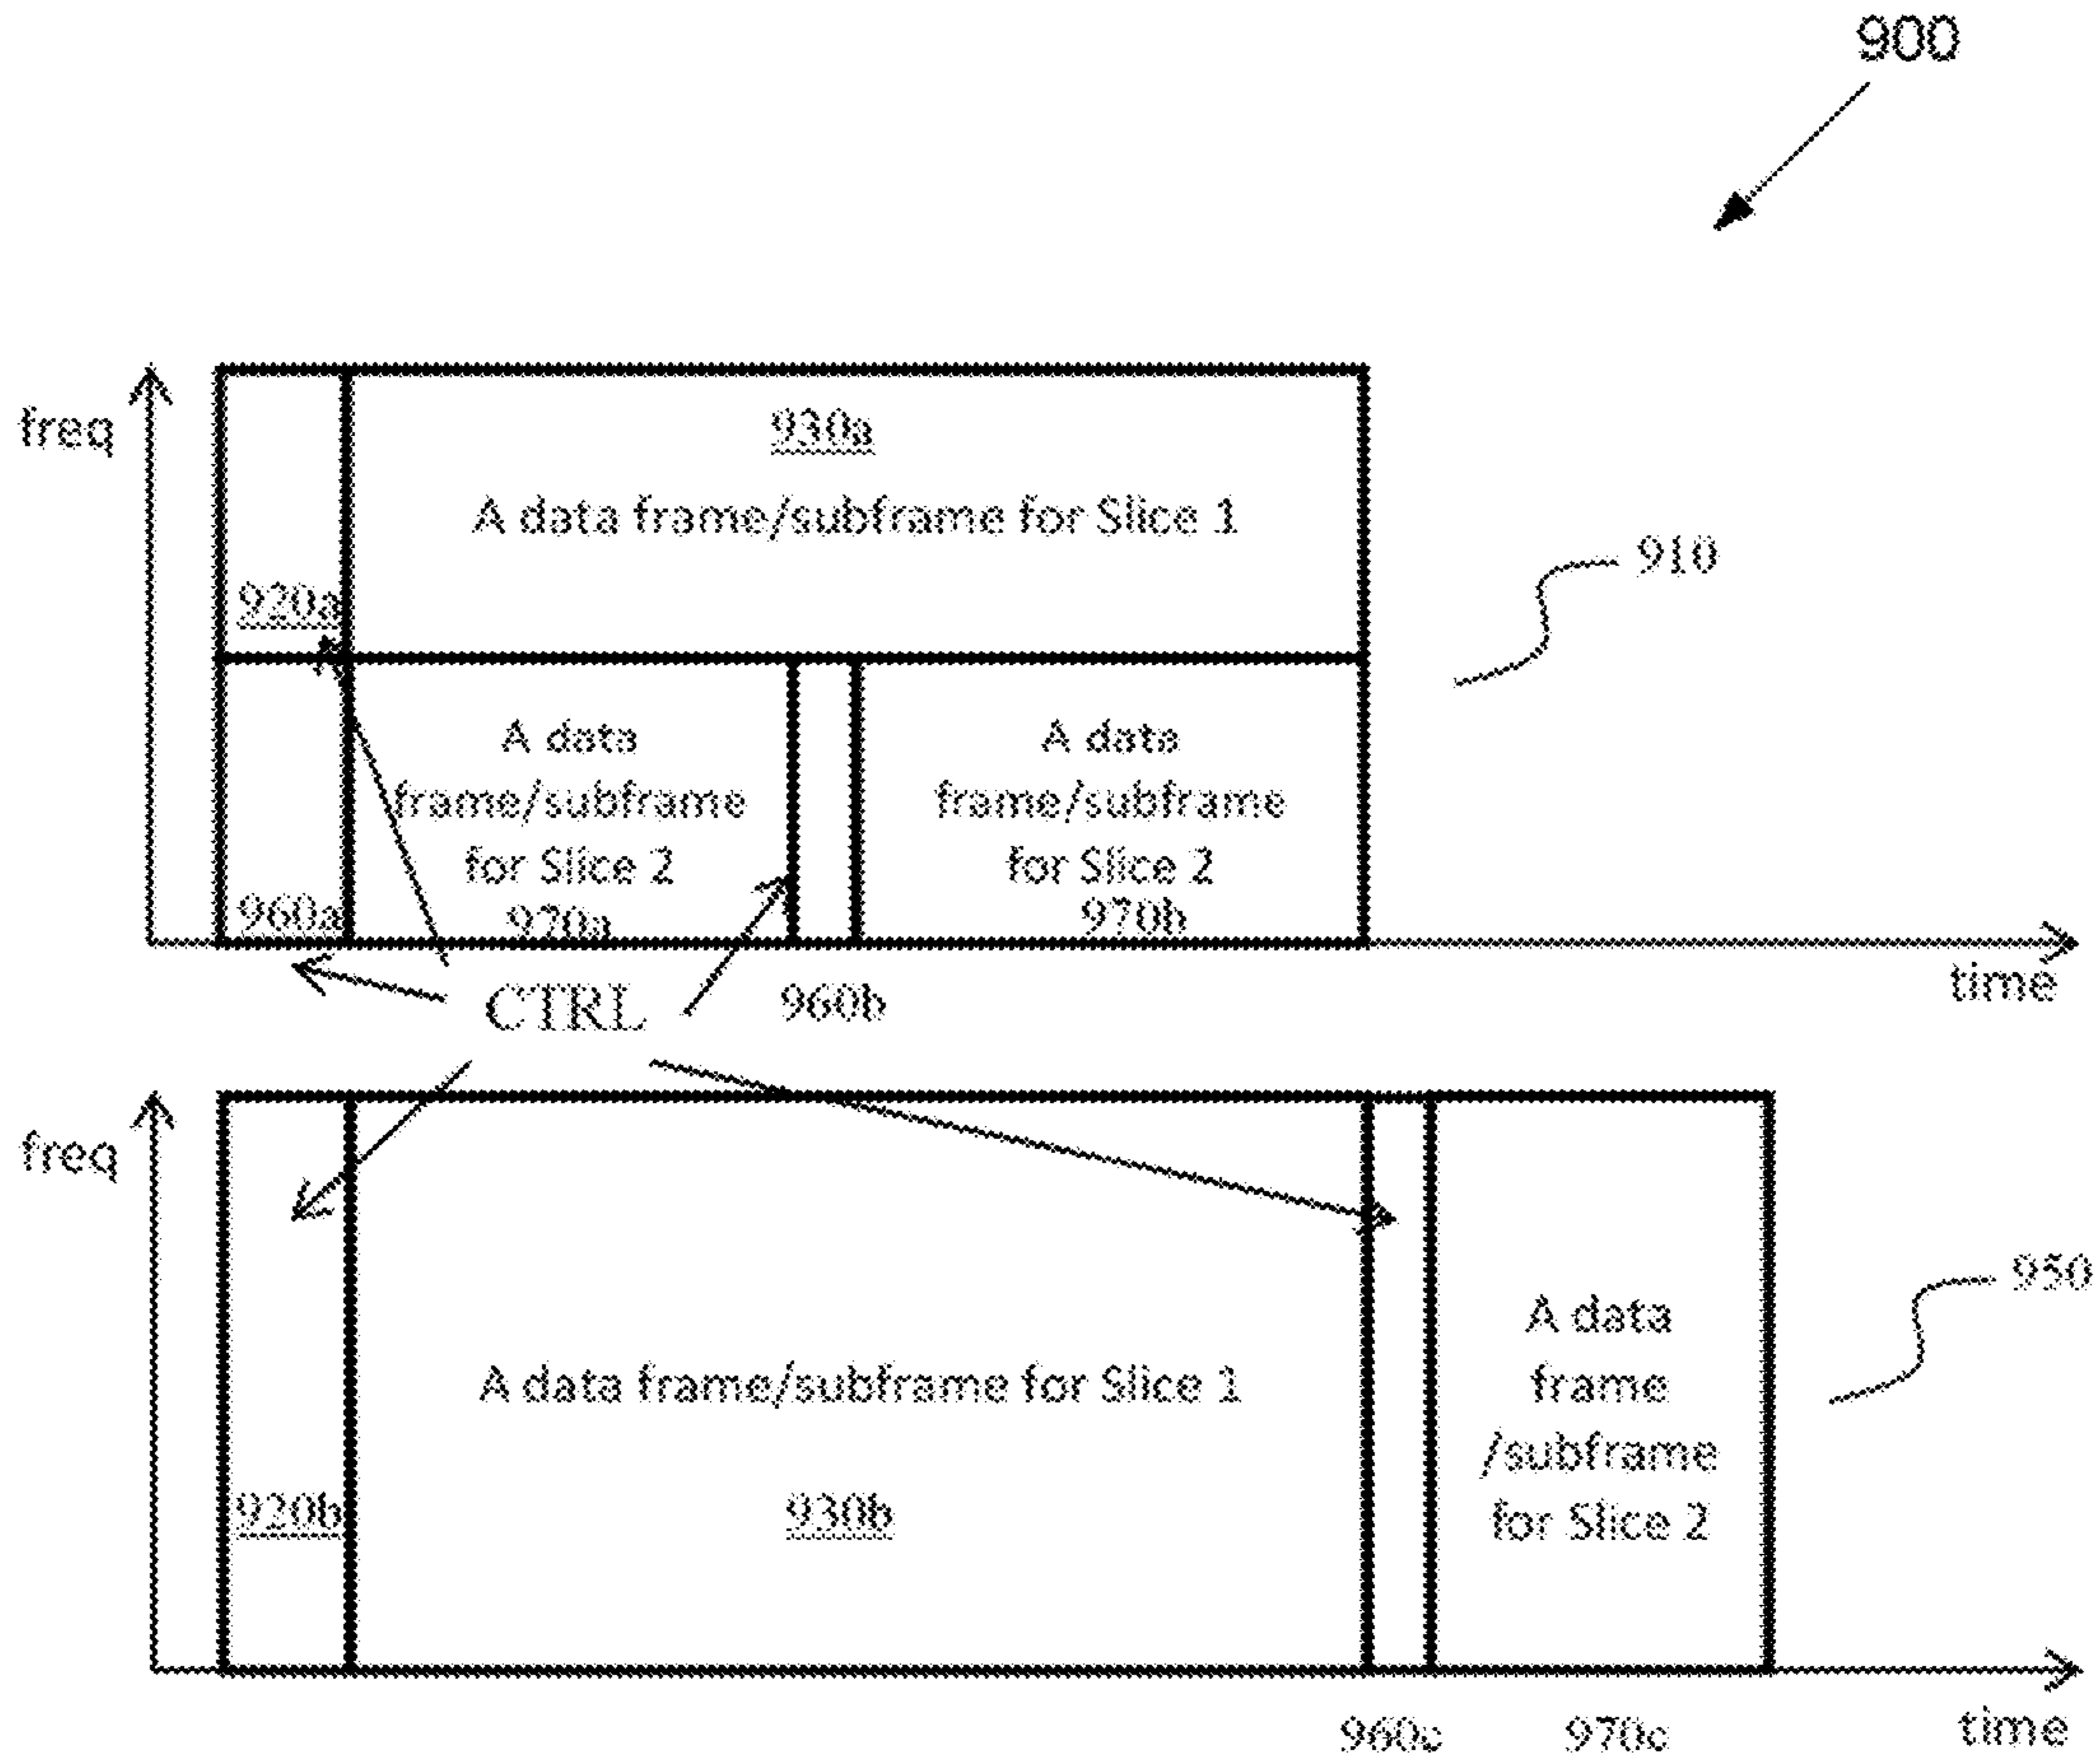 900
freq
930a
A data frame/subframe for Slice 1
910
920a
A data
frame/subframe
for Slice 2
970a
A data
frame/subframe
for Slice 2
970b
960a
time
CTRL
960b
freq
950
A data frame/subframe for Slice 1
A data
frame
/subframe
for Slice 2
920b
930b
960c
970c
time